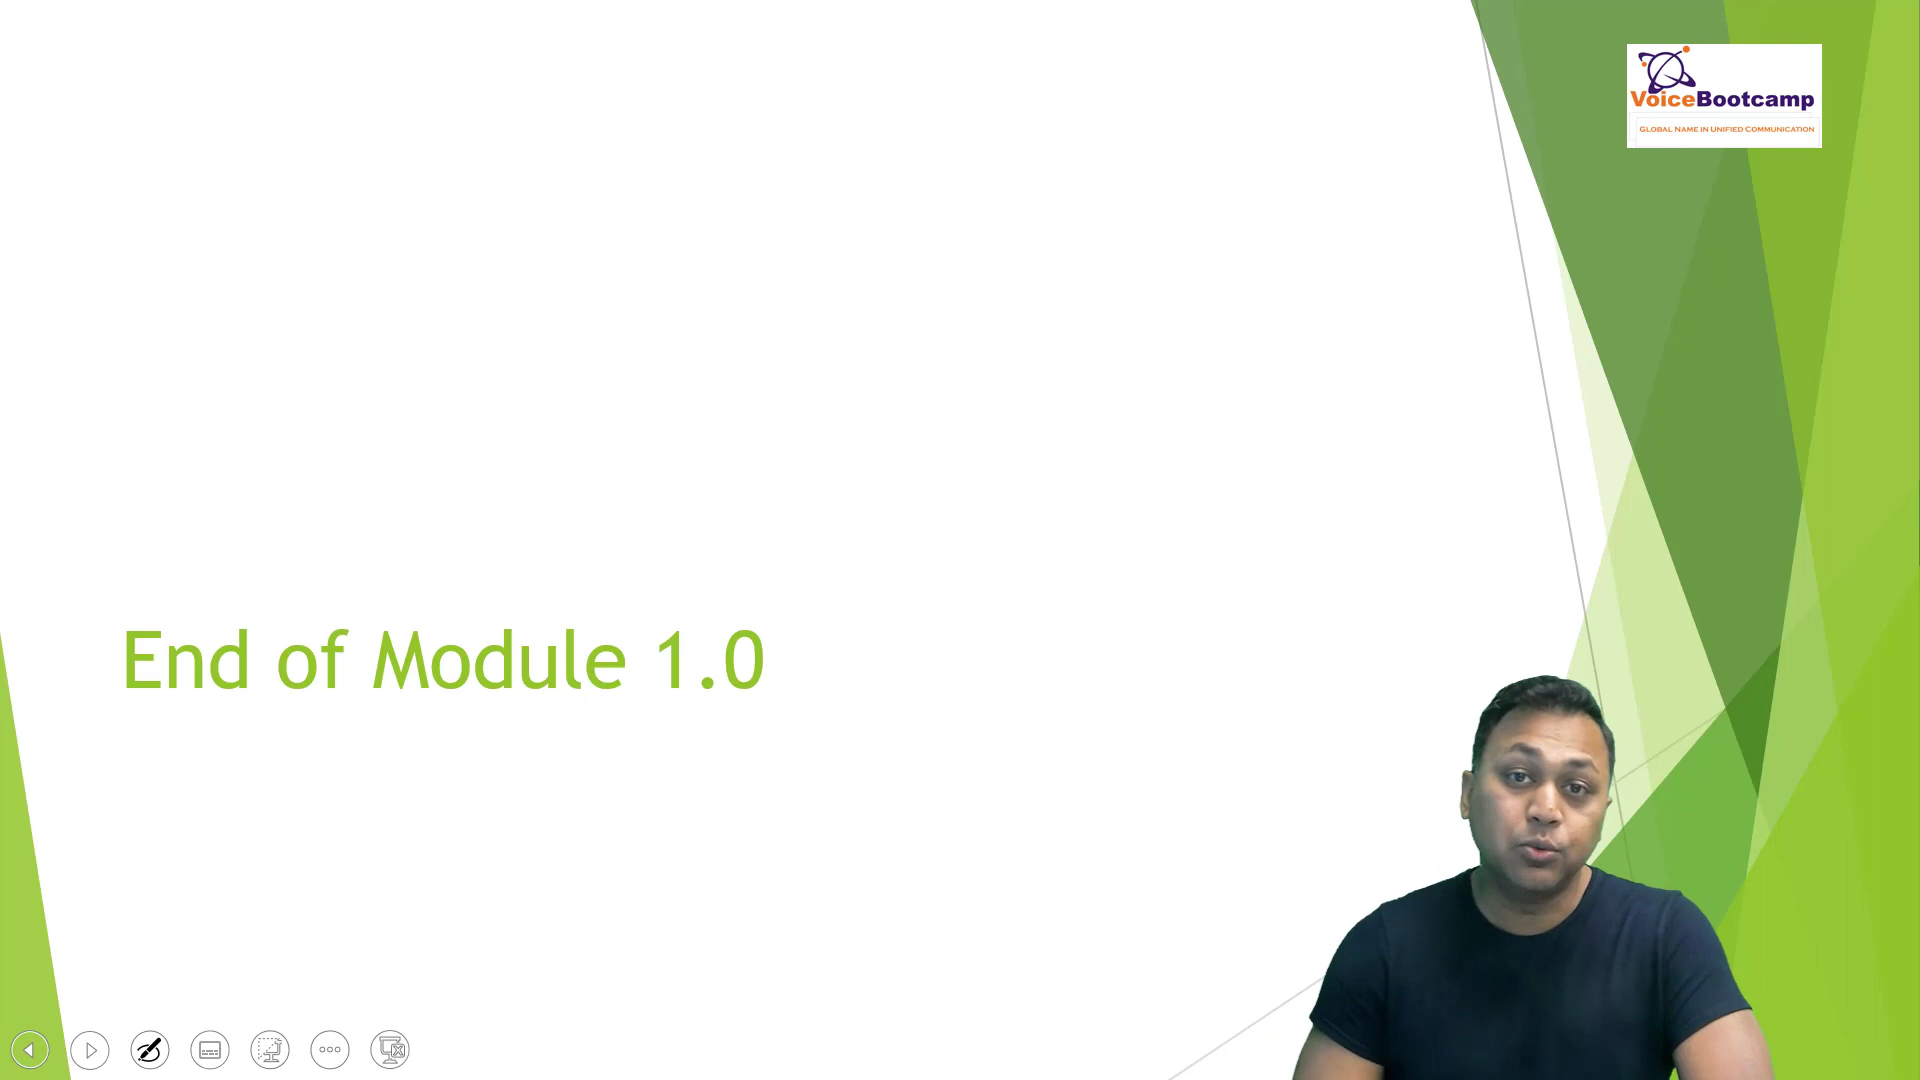 VoiceBootcamp
GLOBAL NAME IN UNIFIED COMMUNICATION
End of Module 1.0